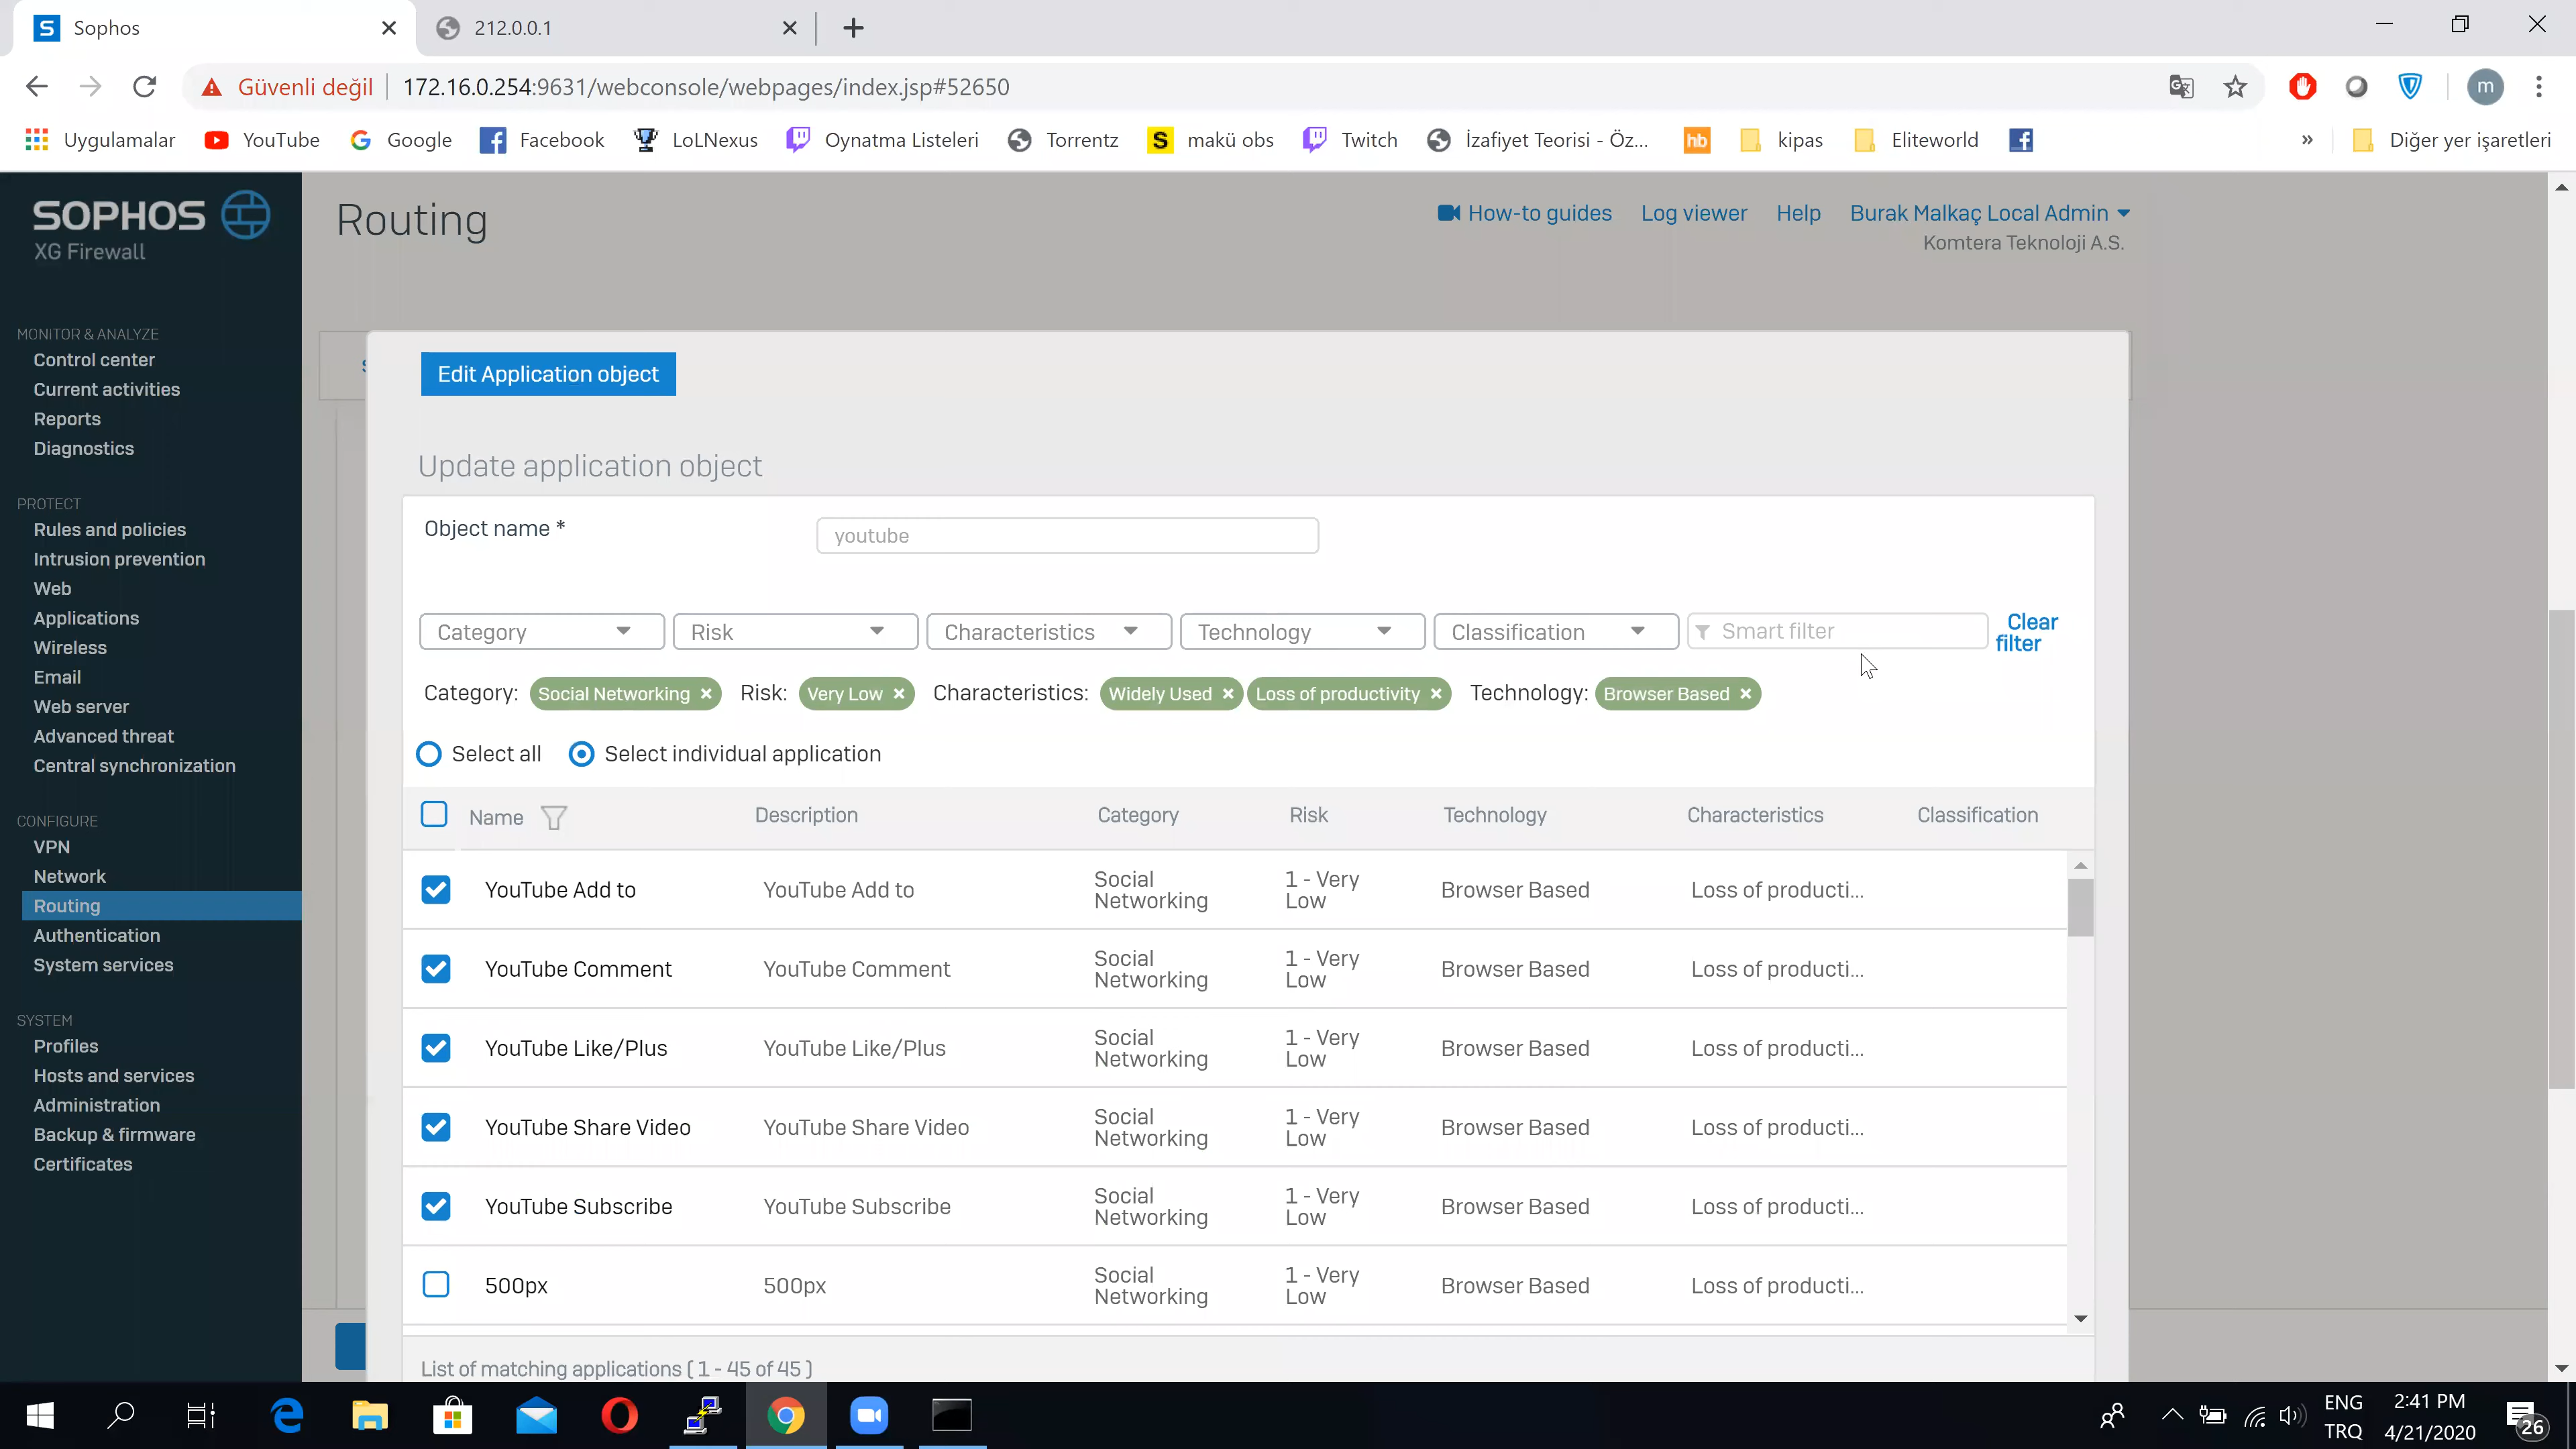 Sophos
212.0.0.1
Güvenli değil
172.16.0.254:9631/webconsole/webpages/index.jsp#52650
m
Uygulamalar
YouTube
Google
Facebook
LoLNexus
Oynatma Listeleri
Torrentz
makü obs
Twitch
İzafiyet Teorisi - Öz...
hb
kipas
Eliteworld
»
Diğer yer işaretleri
SOPHOS
XG Firewall
Routing
How-to guides
Log viewer
Help
Burak Malkaç Local Admin
Komtera Teknoloji A.S.
MONiTOR & ANALYZE
Control center
Current activities
Reports
Diagnostics
PROTECT
Rules and policies
Intrusion prevention
Web
Applications
Wireless
Email
Web server
Advanced threat
Central synchronization
CONFIGURE
VPN
Network
Routing
Authentication
System services
SYSTEM
Profiles
Hosts and services
Administration
Backup & firmware
Certificates
Edit Application object
Update application object
Object name *
youtube
Category
Risk
Characteristics
Technology
Classification
Smart filter
Clear
filter
Category: Social Networking × Risk: Very Low × Characteristics: Widely Used × Loss of productivity × Technology: Browser Based ×
Select all
Select individual application
Name Description Category Risk Technology Characteristics Classification
YouTube Add to YouTube Add to Social Networking 1 - Very Low Browser Based Loss of producti...
YouTube Comment YouTube Comment Social Networking 1 - Very Low Browser Based Loss of producti...
YouTube Like/Plus YouTube Like/Plus Social Networking 1 - Very Low Browser Based Loss of producti...
YouTube Share Video YouTube Share Video Social Networking 1 - Very Low Browser Based Loss of producti...
YouTube Subscribe YouTube Subscribe Social Networking 1 - Very Low Browser Based Loss of producti...
500px 500px Social Networking 1 - Very Low Browser Based Loss of producti...
List of matching applications ( 1 - 45 of 45 )
ENG
TRQ
2:41 PM
4/21/2020
26